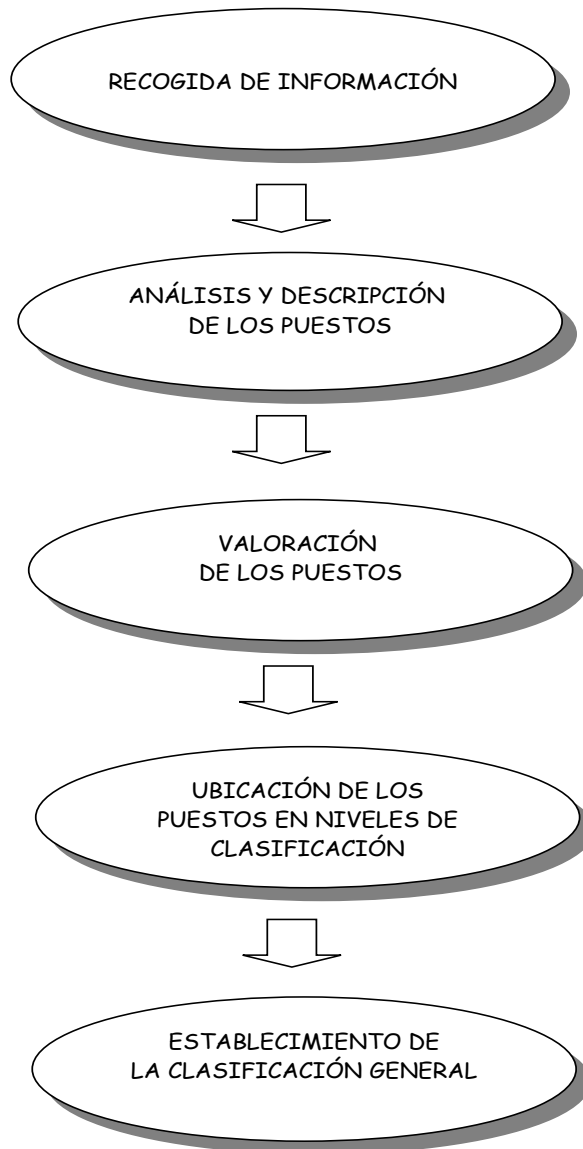 RECOGIDA DE INFORMACIÓN
ANÁLISIS Y DESCRIPCIÓN
DE LOS PUESTOS
VALORACIÓN
DE LOS PUESTOS
UBICACIÓN DE LOS
PUESTOS EN NIVELES DE
CLASIFICACIÓN
ESTABLECIMIENTO DE
LA CLASIFICACIÓN GENERAL